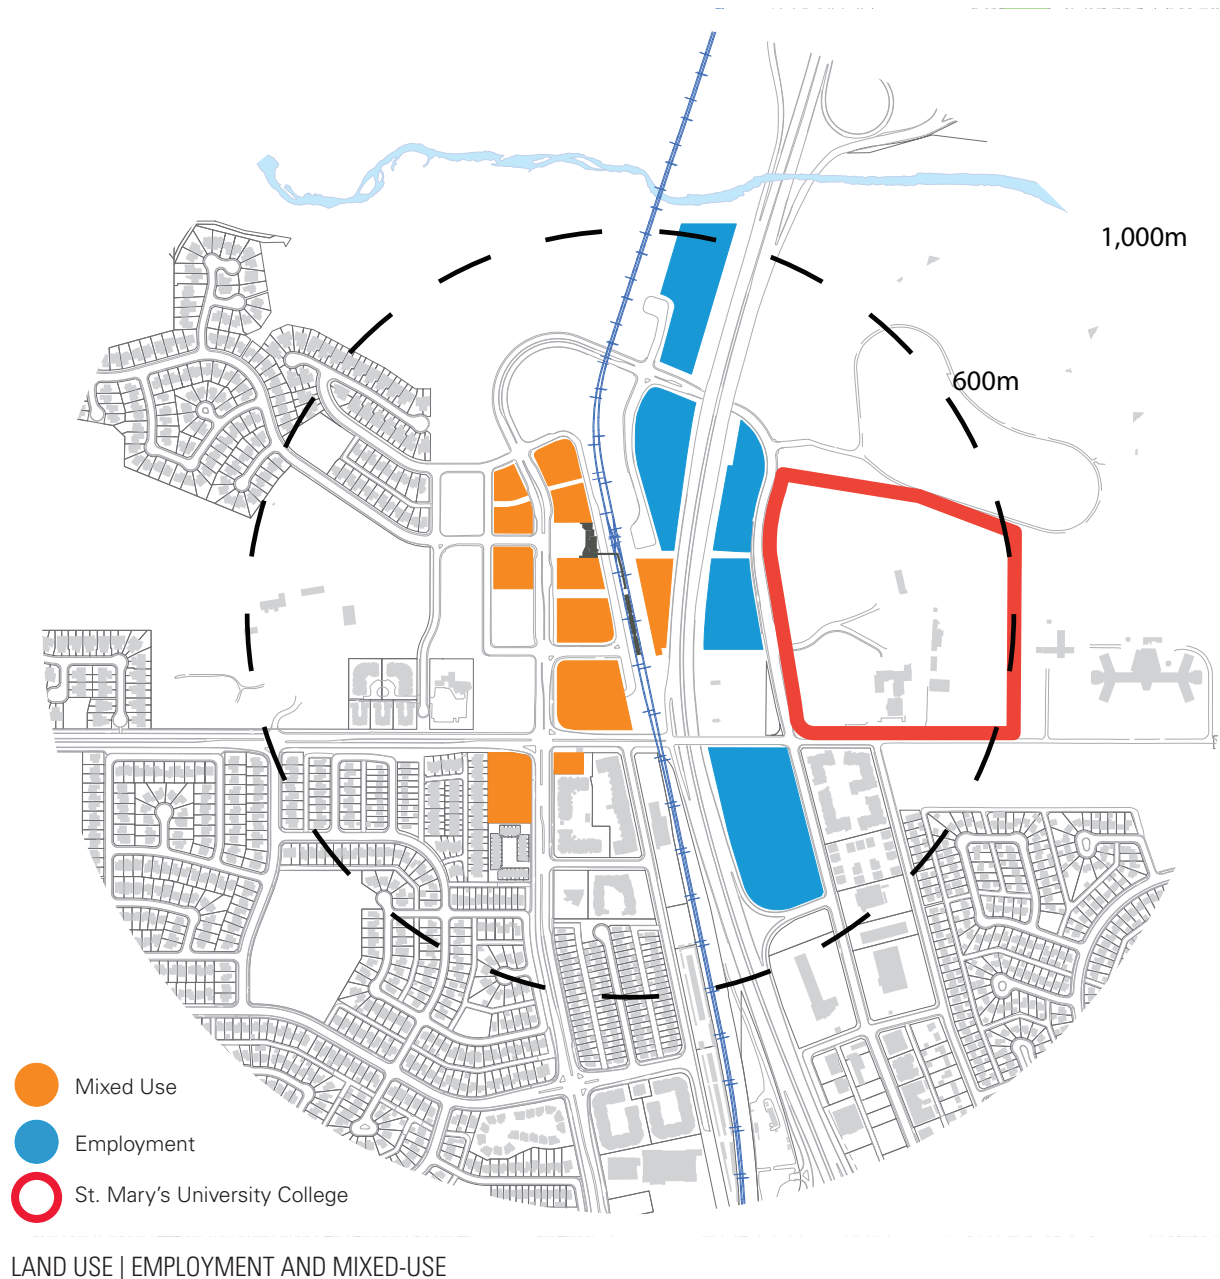 1,000m
600m
Mixed Use
Employment
St. Mary's University College
LAND USE | EMPLOYMENT AND MIXED-USE